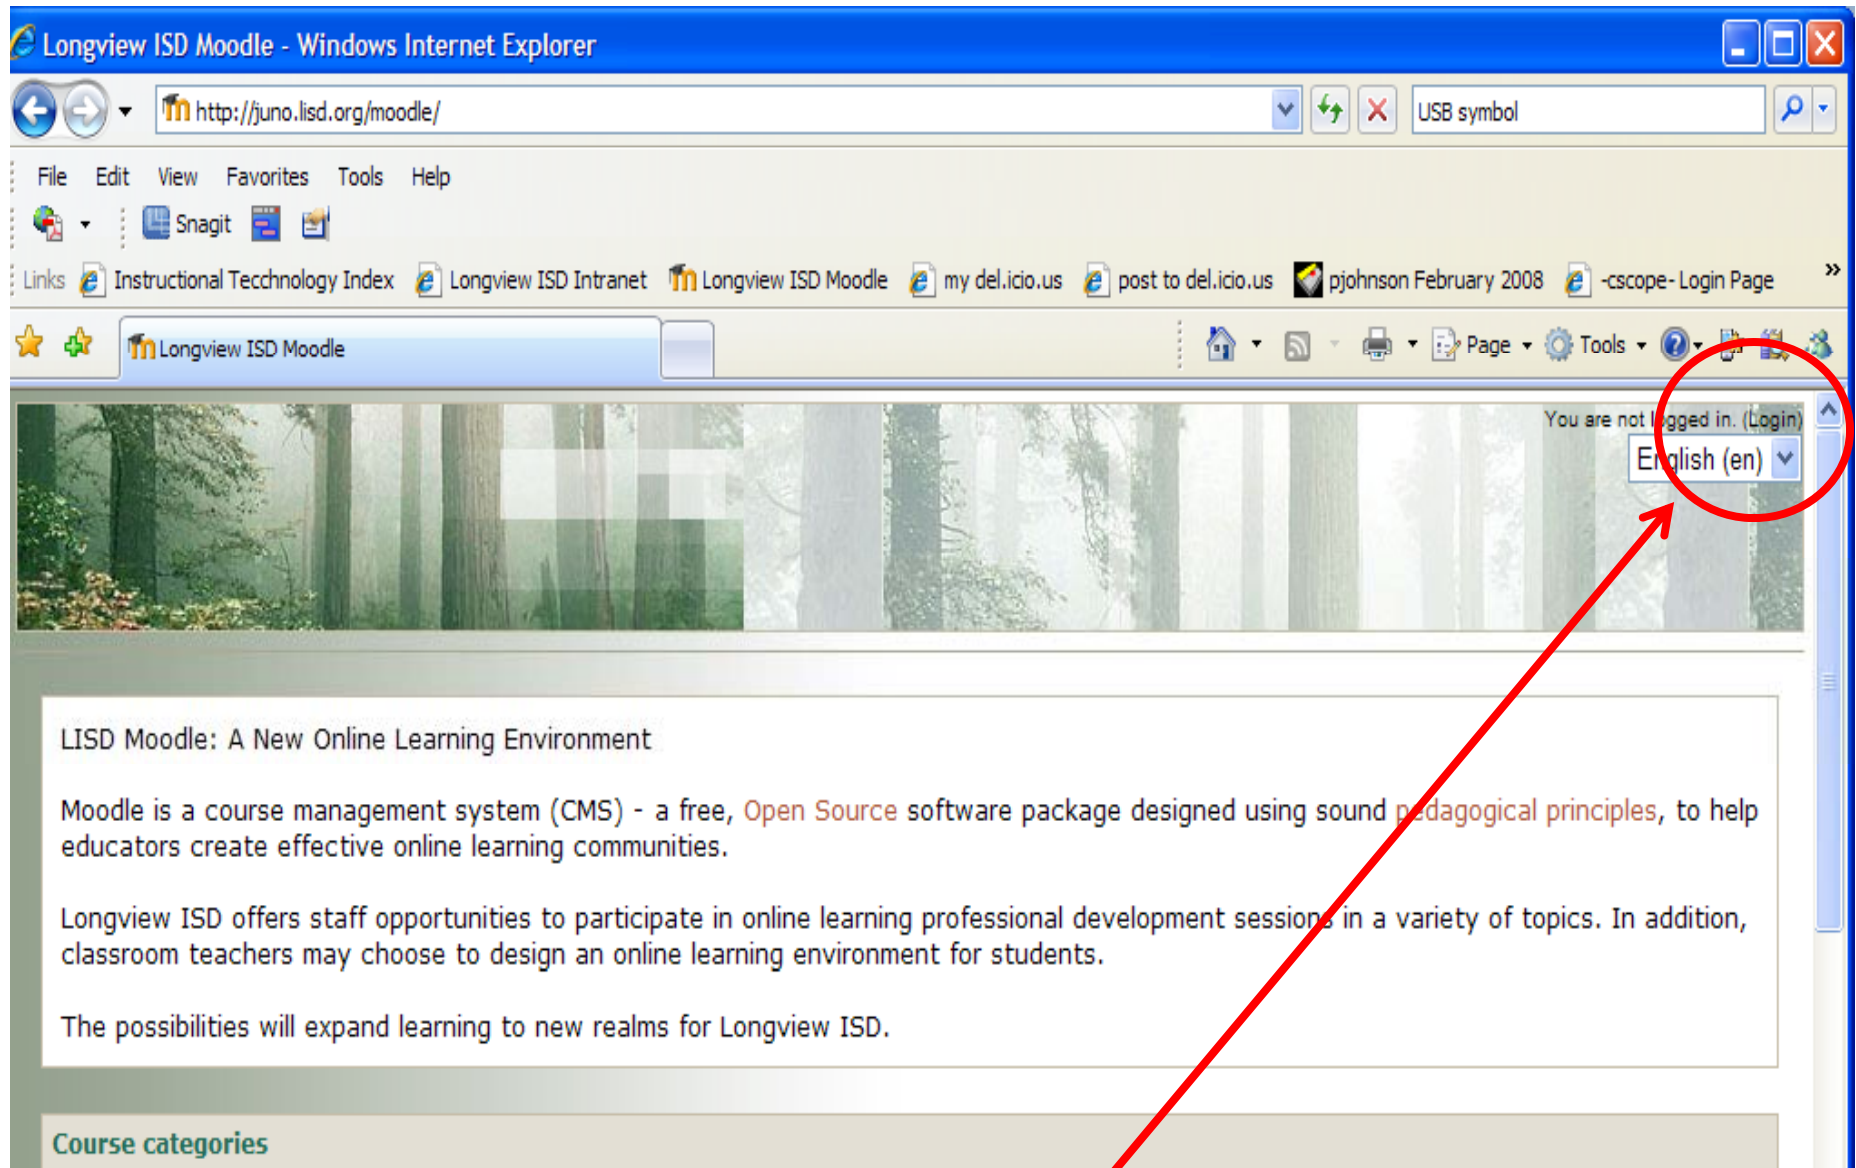 Longview ISD Moodle - Windows Internet Explorer
http://juno.lisd.org/moodle/
USB symbol
File Edit View Favorites Tools Help
Snagit
Links Instructional Tecchnology Index Longview ISD Intranet Longview ISD Moodle my del.icio.us post to del.icio.us pjohnson February 2008 -cscope- Login Page »
Longview ISD Moodle Page Tools
You are not logged in. (Login)
English (en)
LISD Moodle: A New Online Learning Environment
Moodle is a course management system (CMS) - a free, Open Source software package designed using sound pedagogical principles, to help
educators create effective online learning communities.
Longview ISD offers staff opportunities to participate in online learning professional development sessions in a variety of topics. In addition,
classroom teachers may choose to design an online learning environment for students.
The possibilities will expand learning to new realms for Longview ISD.
Course categories